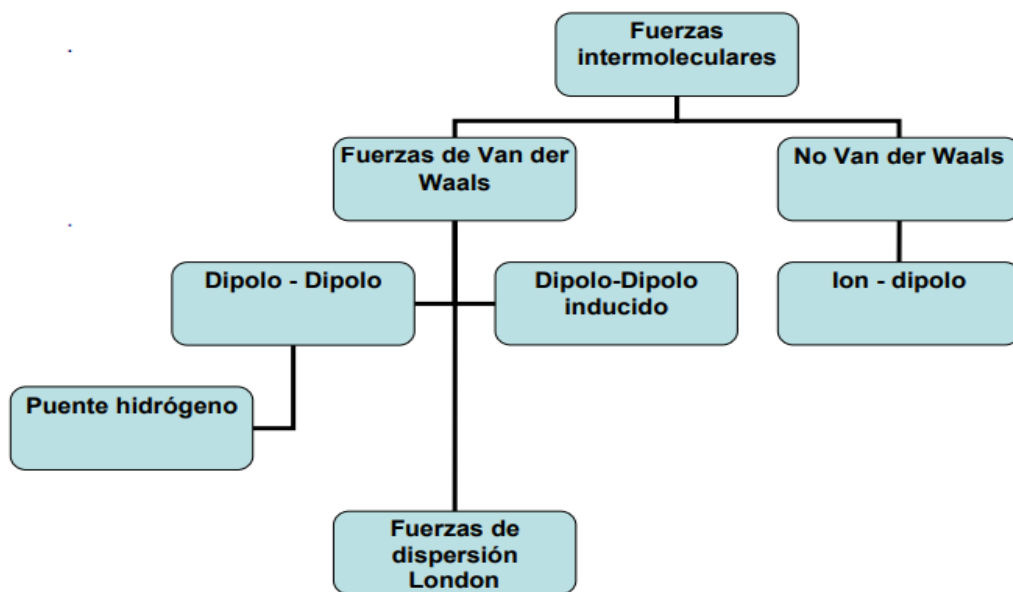 Fuerzas
intermoleculares
Fuerzas de Van der
Waals
No Van der Waals
Dipolo - Dipolo
Dipolo-Dipolo
inducido
Ion - dipolo
Puente hidrógeno
Fuerzas de
dispersión
London